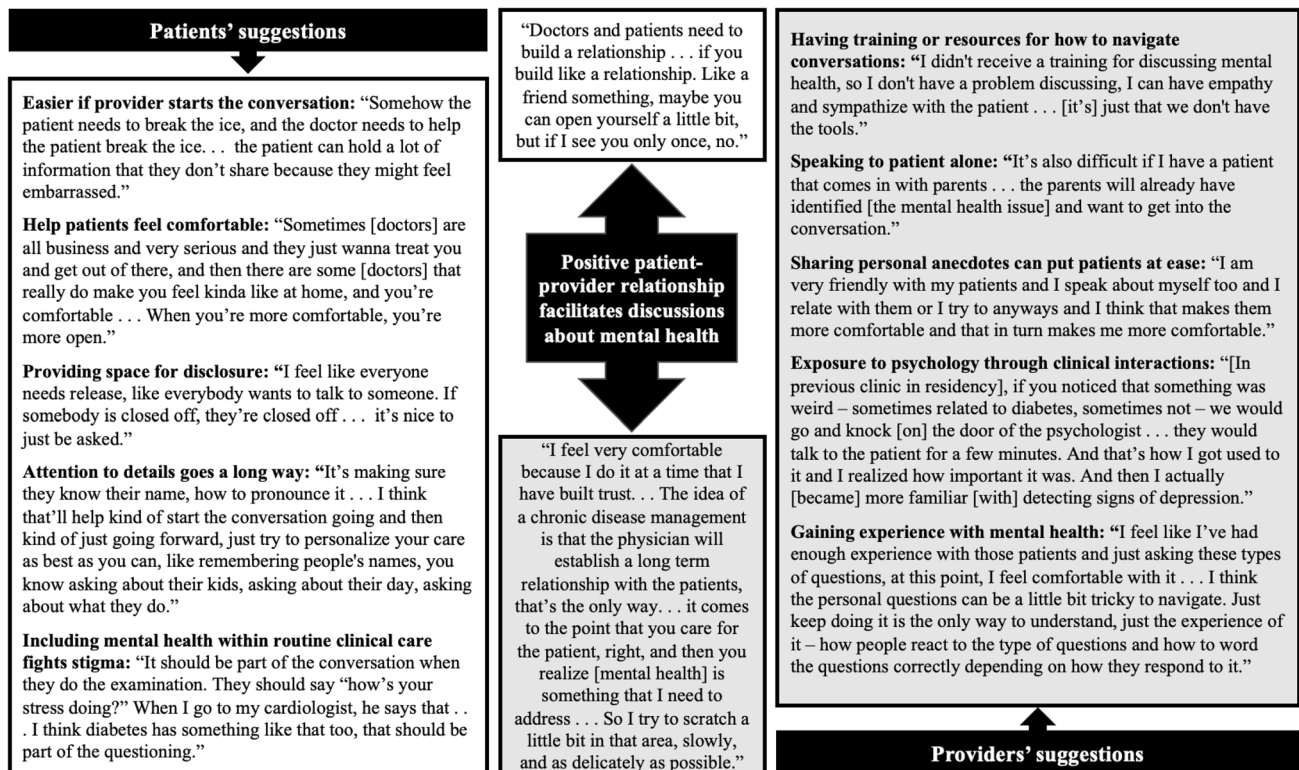 Patients’ suggestions
Easier if provider starts the conversation: “Somehow the
patient needs to break the ice, and the doctor needs to help
the patient break the ice. . .  the patient can hold a lot of
information that they don’t share because they might feel
embarrassed.”
Help patients feel comfortable: “Sometimes [doctors] are
all business and very serious and they just wanna treat you
and get out of there, and then there are some [doctors] that
really do make you feel kinda like at home, and you’re
comfortable . . . When you’re more comfortable, you’re
more open.”
Providing space for disclosure: “I feel like everyone
needs release, like everybody wants to talk to someone. If
somebody is closed off, they’re closed off . . .  it’s nice to
just be asked.”
Attention to details goes a long way: “It’s making sure
they know their name, how to pronounce it . . . I think
that’ll help kind of start the conversation going and then
kind of just going forward, just try to personalize your care
as best as you can, like remembering people's names, you
know asking about their kids, asking about their day, asking
about what they do.”
Including mental health within routine clinical care
fights stigma: “It should be part of the conversation when
they do the examination. They should say “how’s your
stress doing?” When I go to my cardiologist, he says that . .
. I think diabetes has something like that too, that should be
part of the questioning.”
“Doctors and patients need to
build a relationship . . . if you
build like a relationship. Like a
friend something, maybe you
can open yourself a little bit,
but if I see you only once, no.”
Positive patient-
provider relationship
facilitates discussions
about mental health
“I feel very comfortable
because I do it at a time that I
have built trust. . . The idea of
a chronic disease management
is that the physician will
establish a long term
relationship with the patients,
that’s the only way. . . it comes
to the point that you care for
the patient, right, and then you
realize [mental health] is
something that I need to
address . . . So I try to scratch a
little bit in that area, slowly,
and as delicately as possible.”
Having training or resources for how to navigate
conversations: “I didn't receive a training for discussing mental
health, so I don't have a problem discussing, I can have empathy
and sympathize with the patient . . . [it’s] just that we don't have
the tools.”
Speaking to patient alone: “It’s also difficult if I have a patient
that comes in with parents . . . the parents will already have
identified [the mental health issue] and want to get into the
conversation.”
Sharing personal anecdotes can put patients at ease: “I am
very friendly with my patients and I speak about myself too and I
relate with them or I try to anyways and I think that makes them
more comfortable and that in turn makes me more comfortable.”
Exposure to psychology through clinical interactions: “[In
previous clinic in residency], if you noticed that something was
weird – sometimes related to diabetes, sometimes not – we would
go and knock [on] the door of the psychologist . . . they would
talk to the patient for a few minutes. And that’s how I got used to
it and I realized how important it was. And then I actually
[became] more familiar [with] detecting signs of depression.”
Gaining experience with mental health: “I feel like I’ve had
enough experience with those patients and just asking these types
of questions, at this point, I feel comfortable with it . . . I think
the personal questions can be a little bit tricky to navigate. Just
keep doing it is the only way to understand, just the experience of
it – how people react to the type of questions and how to word
the questions correctly depending on how they respond to it.”
Providers’ suggestions